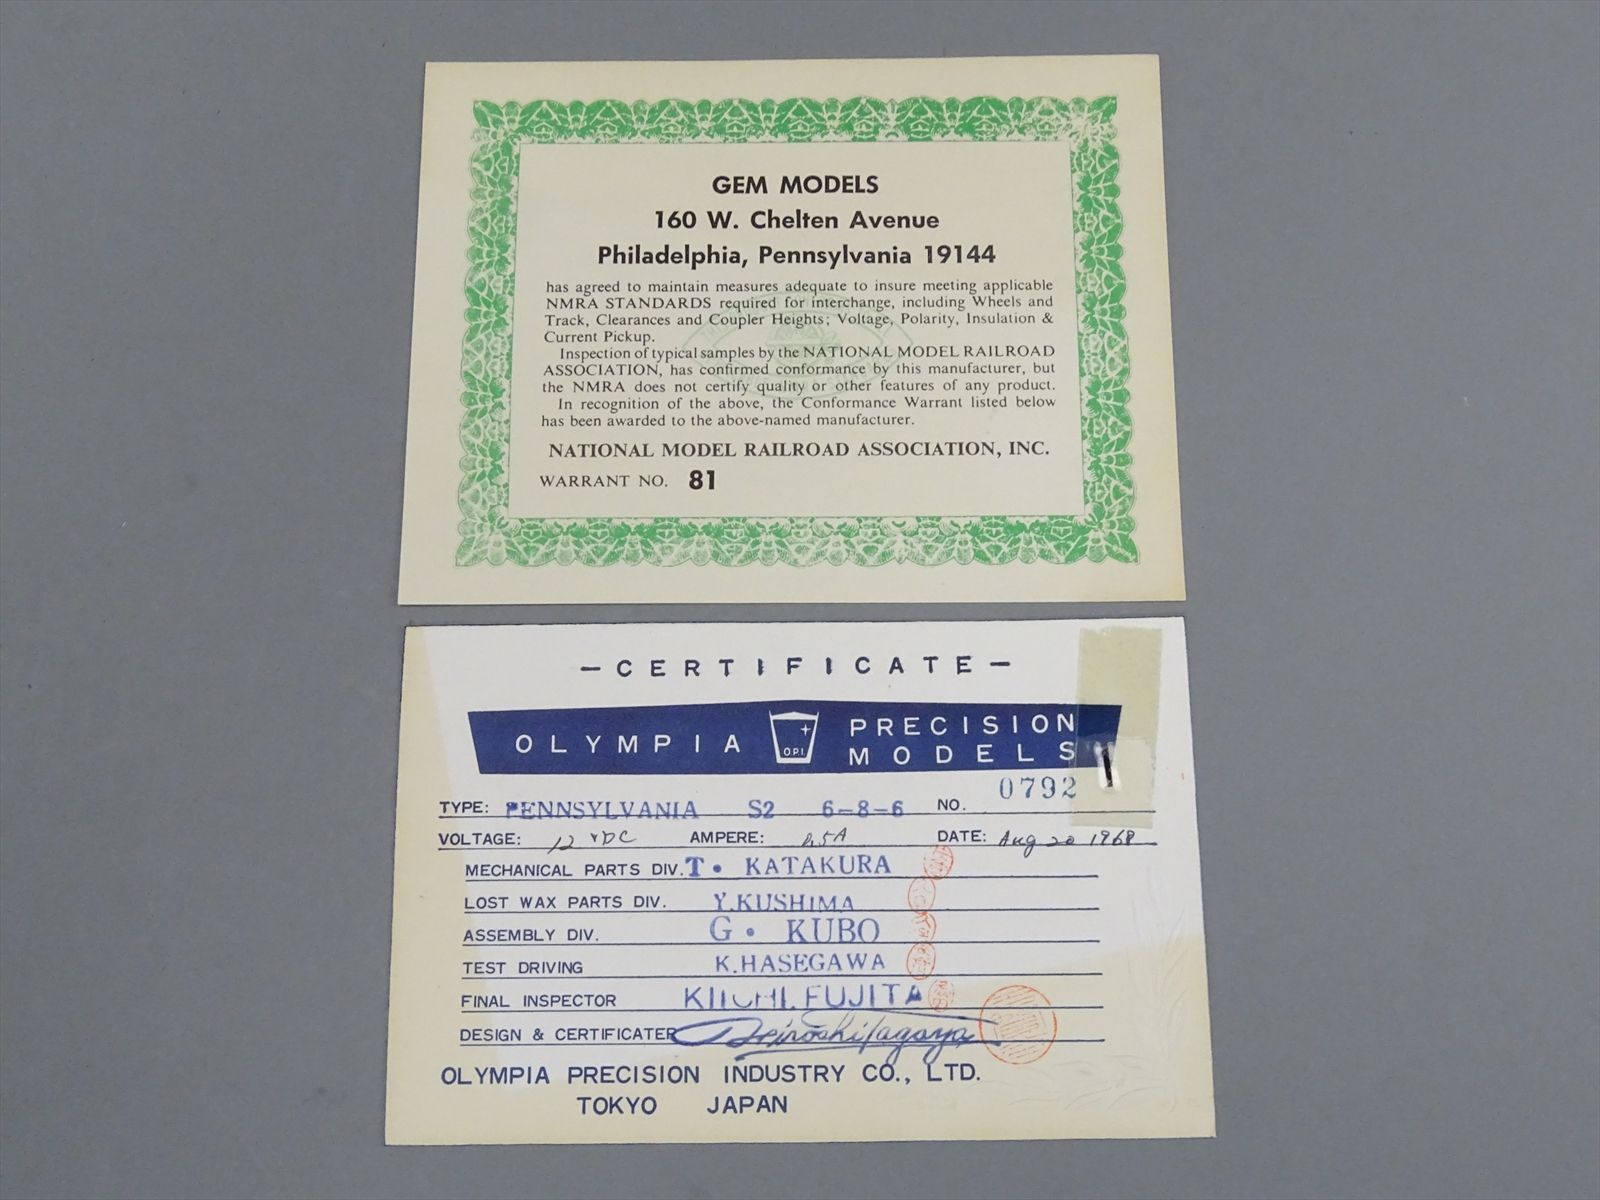 GEM MODELS
160 W. Chelten Avenue
Philadelphia, Pennsylvania 19144
has agreed to maintain measures adequate to insure meeting applicable
NMRA STANDARDS required for interchange, including Wheels and
Track, Clearances and Coupler Heights; Voltage, Polarity, Insulation &
Current Pickup.
Inspection of typical samples by the NATIONAL MODEL RAILROAD
ASSOCIATION, has confirmed conformance by this manufacturer, but
the NMRA does not certify quality or other features of any product.
In recognition of the above, the Conformance Warrant listed below
has been awarded to the above-named manufacturer.
NATIONAL MODEL RAILROAD ASSOCIATION, INC.
WARRANT NO. 81
— CERTIFICATE —
OLYMPIA O.P.I. PRECISION
MODELS
TYPE: PENNSYLVANIA S2 6-8-6 NO. 0792
VOLTAGE: 12 VDC AMPERE: 0.5A DATE: Aug 20 1968
MECHANICAL PARTS DIV. T. KATAKURA
LOST WAX PARTS DIV. Y.KUSHIMA
ASSEMBLY DIV. G. KUBO
TEST DRIVING K.HASEGAWA
FINAL INSPECTOR KIICHI. FUJITA
DESIGN & CERTIFICATER
OLYMPIA PRECISION INDUSTRY CO., LTD.
TOKYO JAPAN